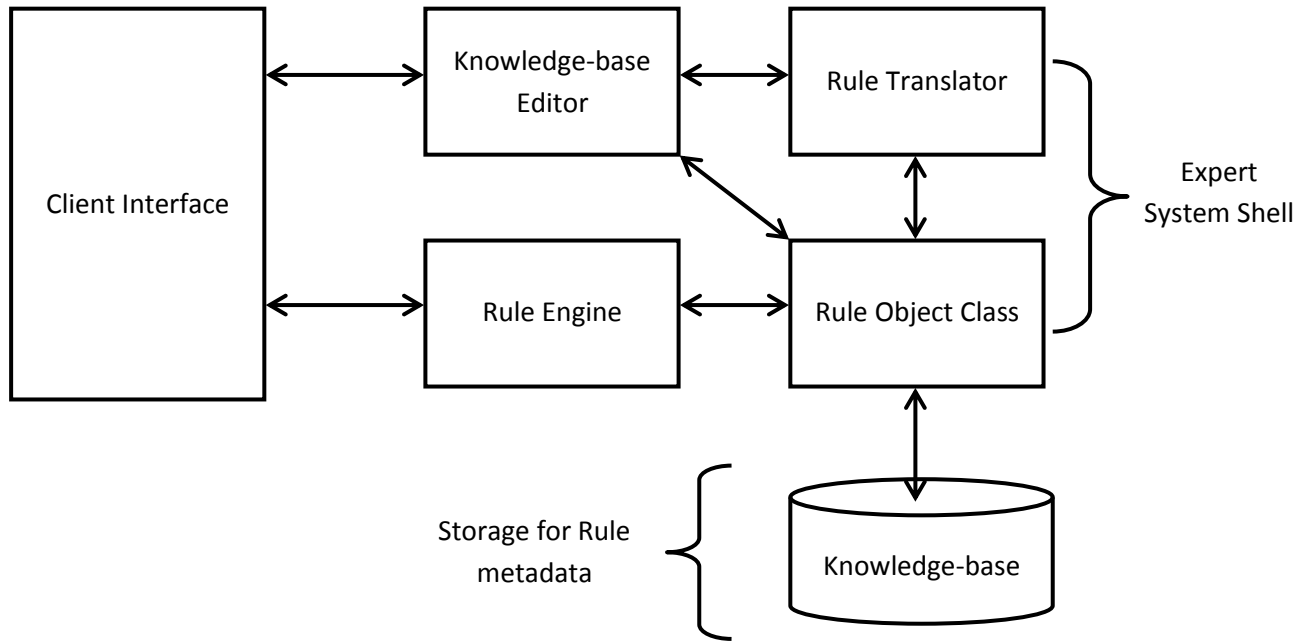 Knowledge-base
Editor
Rule Translator
Client Interface
Expert
System Shell
Rule Engine
Rule Object Class
Storage for Rule
metadata
Knowledge-base